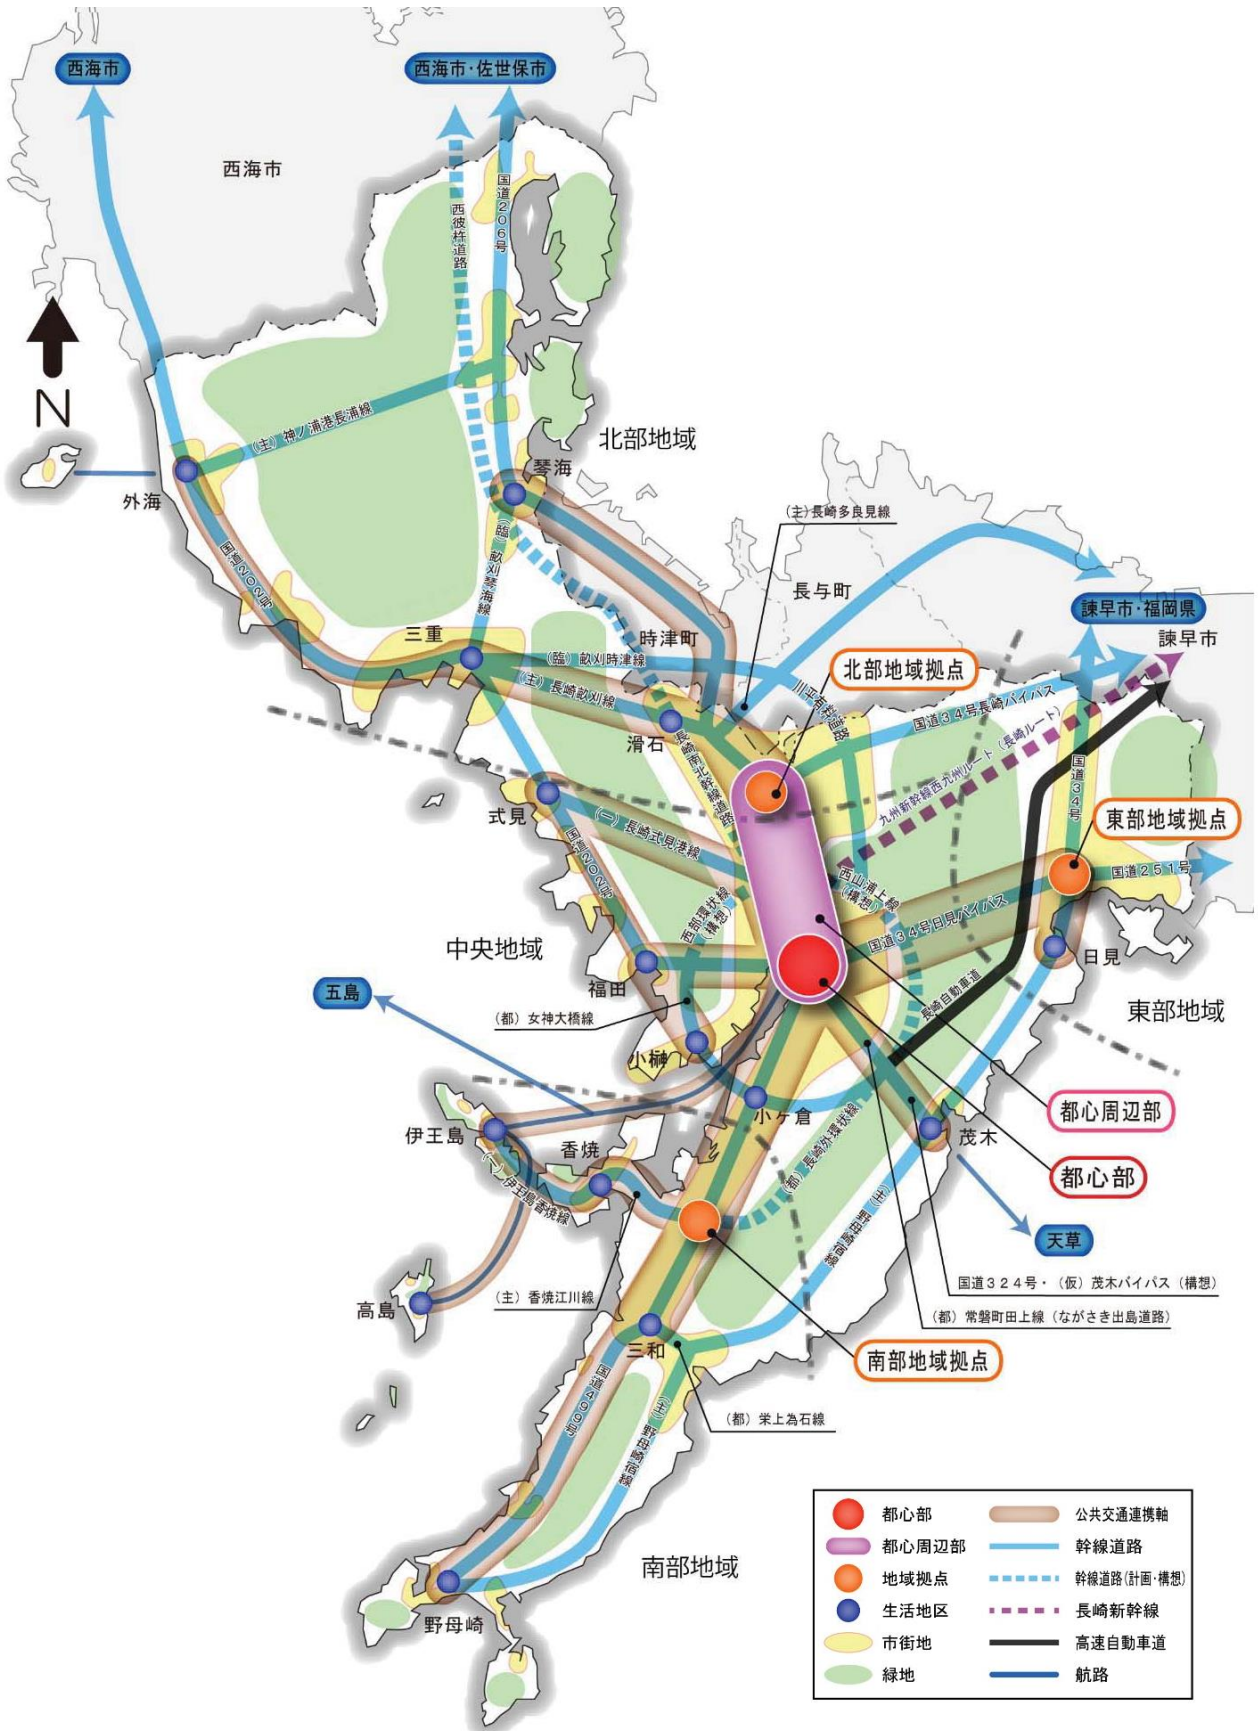 西海市
西海市・佐世保市
西海市
国道206号
西彼杵道路
N
(主)神ノ浦港長浦線
北部地域
琴海
外海
(主)長崎多良見線
(臨)畝刈琴海線
長与町
諫早市・福岡県
諫早市
国道202号
三重
時津町
(臨)畝刈時津線
北部地域拠点
(主)長崎畝刈線
川平有料道路
国道34号長崎バイパス
滑石
長崎南北幹線道路
九州新幹線西九州ルート(長崎ルート)
国道34号
式見
(一)長崎式見港線
東部地域拠点
国道202号
西山浦上線
(構想)
国道251号
西部環状線
(構想)
国道34号日見バイパス
中央地域
日見
福田
長崎自動車道
五島
東部地域
(都)女神大橋線
小榊
小ヶ倉
都心周辺部
伊王島
茂木
香焼
(都)長崎外環状線
都心部
(一)伊王島香焼線
(主)野母崎宿線
天草
国道324号・(仮)茂木バイパス(構想)
高島
(主)香焼江川線
(都)常磐町田上線(ながさき出島道路)
三和
南部地域拠点
国道499号
(都)栄上為石線
(主)野母崎宿線
南部地域
野母崎
都心部
公共交通連携軸
都心周辺部
幹線道路
地域拠点
幹線道路(計画・構想)
生活地区
長崎新幹線
市街地
高速自動車道
緑地
航路